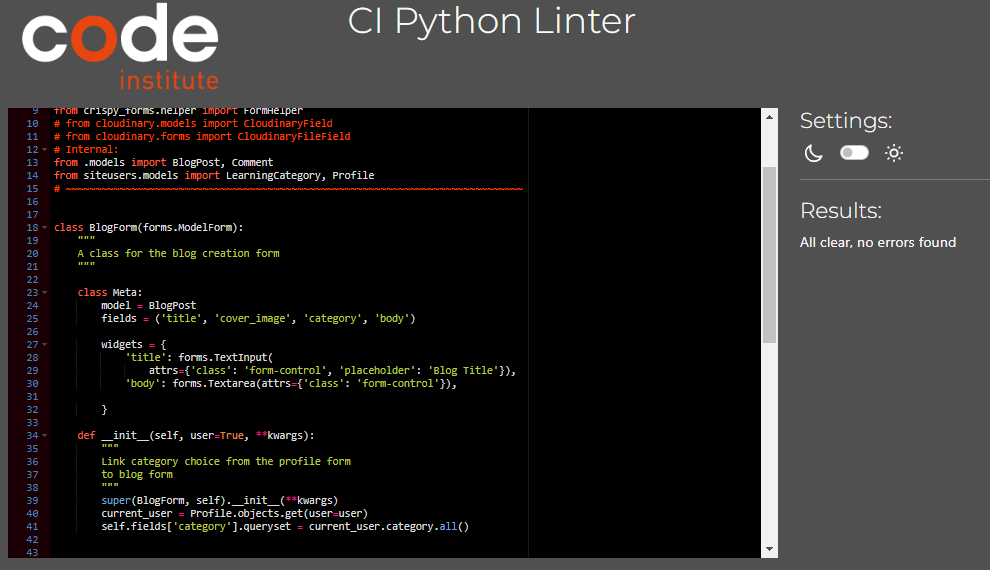 code
institute
CI Python Linter
9 from crispy_forms.helper import FormHelper
10 # from cloudinary.models import CloudinaryField
11 # from cloudinary.forms import CloudinaryFileField
12 # Internal:
13 from .models import BlogPost, Comment
14 from siteusers.models import LearningCategory, Profile
15 # ~~~~~~~~~~~~~~~~~~~~~~~~~~~~~~~~~~~~~~~~~~~~~~~~~~~~~~~~~~~~~~~~~~~~~~~~~~~~~
16
17
18 class BlogForm(forms.ModelForm):
19     """
20     A class for the blog creation form
21     """
22
23     class Meta:
24         model = BlogPost
25         fields = ('title', 'cover_image', 'category', 'body')
26
27         widgets = {
28             'title': forms.TextInput(
29                 attrs={'class': 'form-control', 'placeholder': 'Blog Title'}),
30             'body': forms.Textarea(attrs={'class': 'form-control'}),
31
32         }
33
34     def __init__(self, user=True, **kwargs):
35         """
36         Link category choice from the profile form
37         to blog form
38         """
39         super(BlogForm, self).__init__(**kwargs)
40         current_user = Profile.objects.get(user=user)
41         self.fields['category'].queryset = current_user.category.all()
42
43
Settings:
Results:
All clear, no errors found